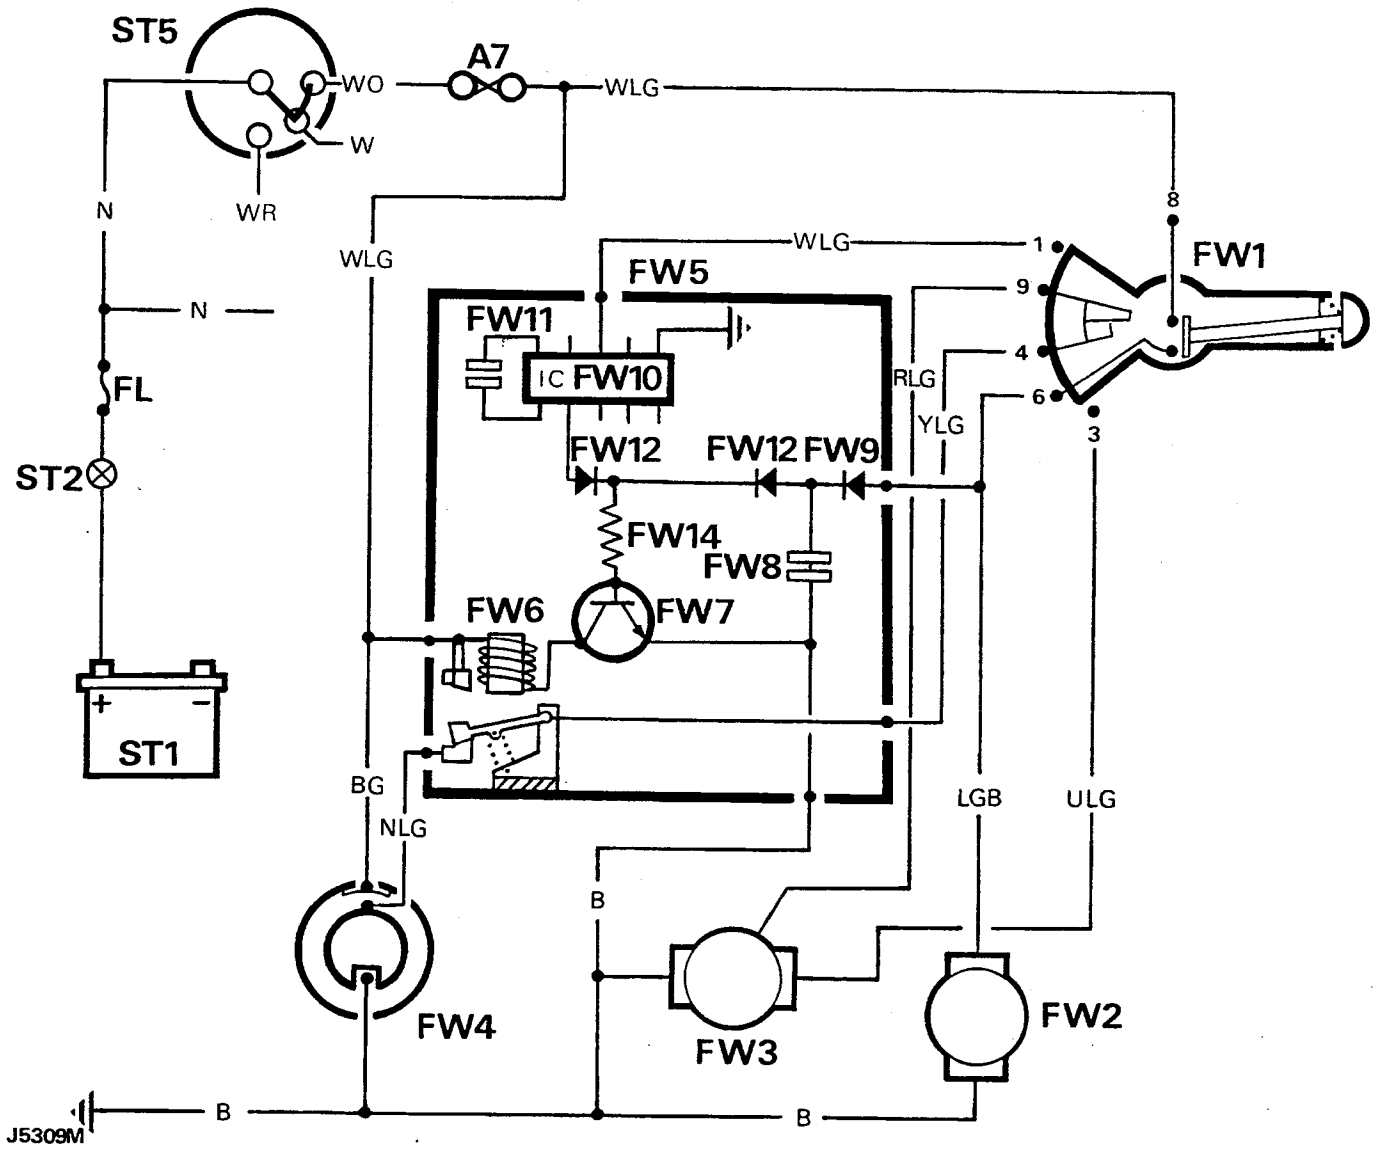 ST5
A7
WO
WLG
W
N
WR
8
WLG
WLG
1
FW1
FW5
9
N
FW11
4
FL
IC FW10
RLG
6
YLG
3
FW12
FW12 FW9
ST2
FW14
FW8
FW6
FW7
+ −
ST1
BG
LGB
ULG
NLG
B
FW4
FW2
FW3
B
B
J5309M